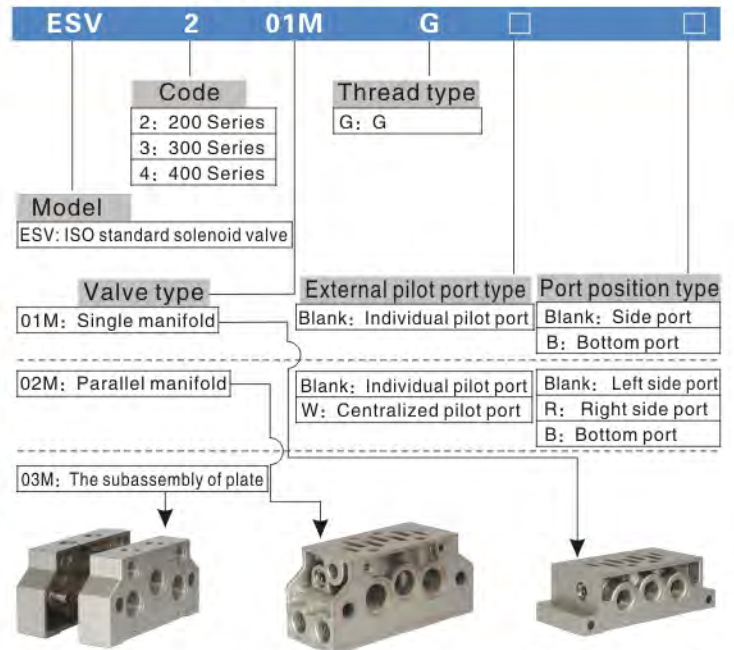 ESV 2 01M G □ □
Code
2: 200 Series
3: 300 Series
4: 400 Series
Thread type
G: G
Model
ESV: ISO standard solenoid valve
Valve type
01M: Single manifold
External pilot port type
Blank: Individual pilot port
Port position type
Blank: Side port
B: Bottom port
02M: Parallel manifold
Blank: Individual pilot port
W: Centralized pilot port
Blank: Left side port
R: Right side port
B: Bottom port
03M: The subassembly of plate